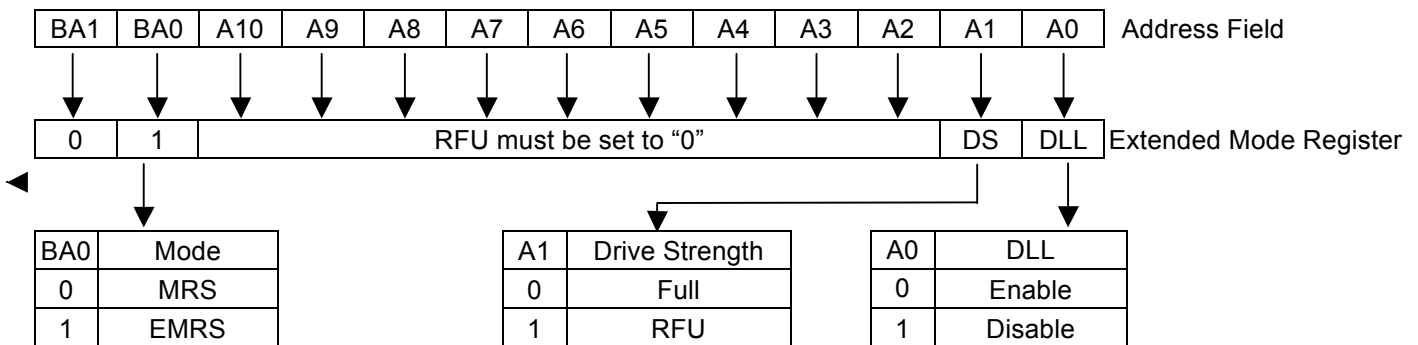 BA1 BA0 A10 A9 A8 A7 A6 A5 A4 A3 A2 A1 A0 Address Field
0 1 RFU must be set to “0” DS DLL Extended Mode Register
BA0 Mode A1 Drive Strength A0 DLL
0 MRS 0 Full 0 Enable
1 EMRS 1 RFU 1 Disable